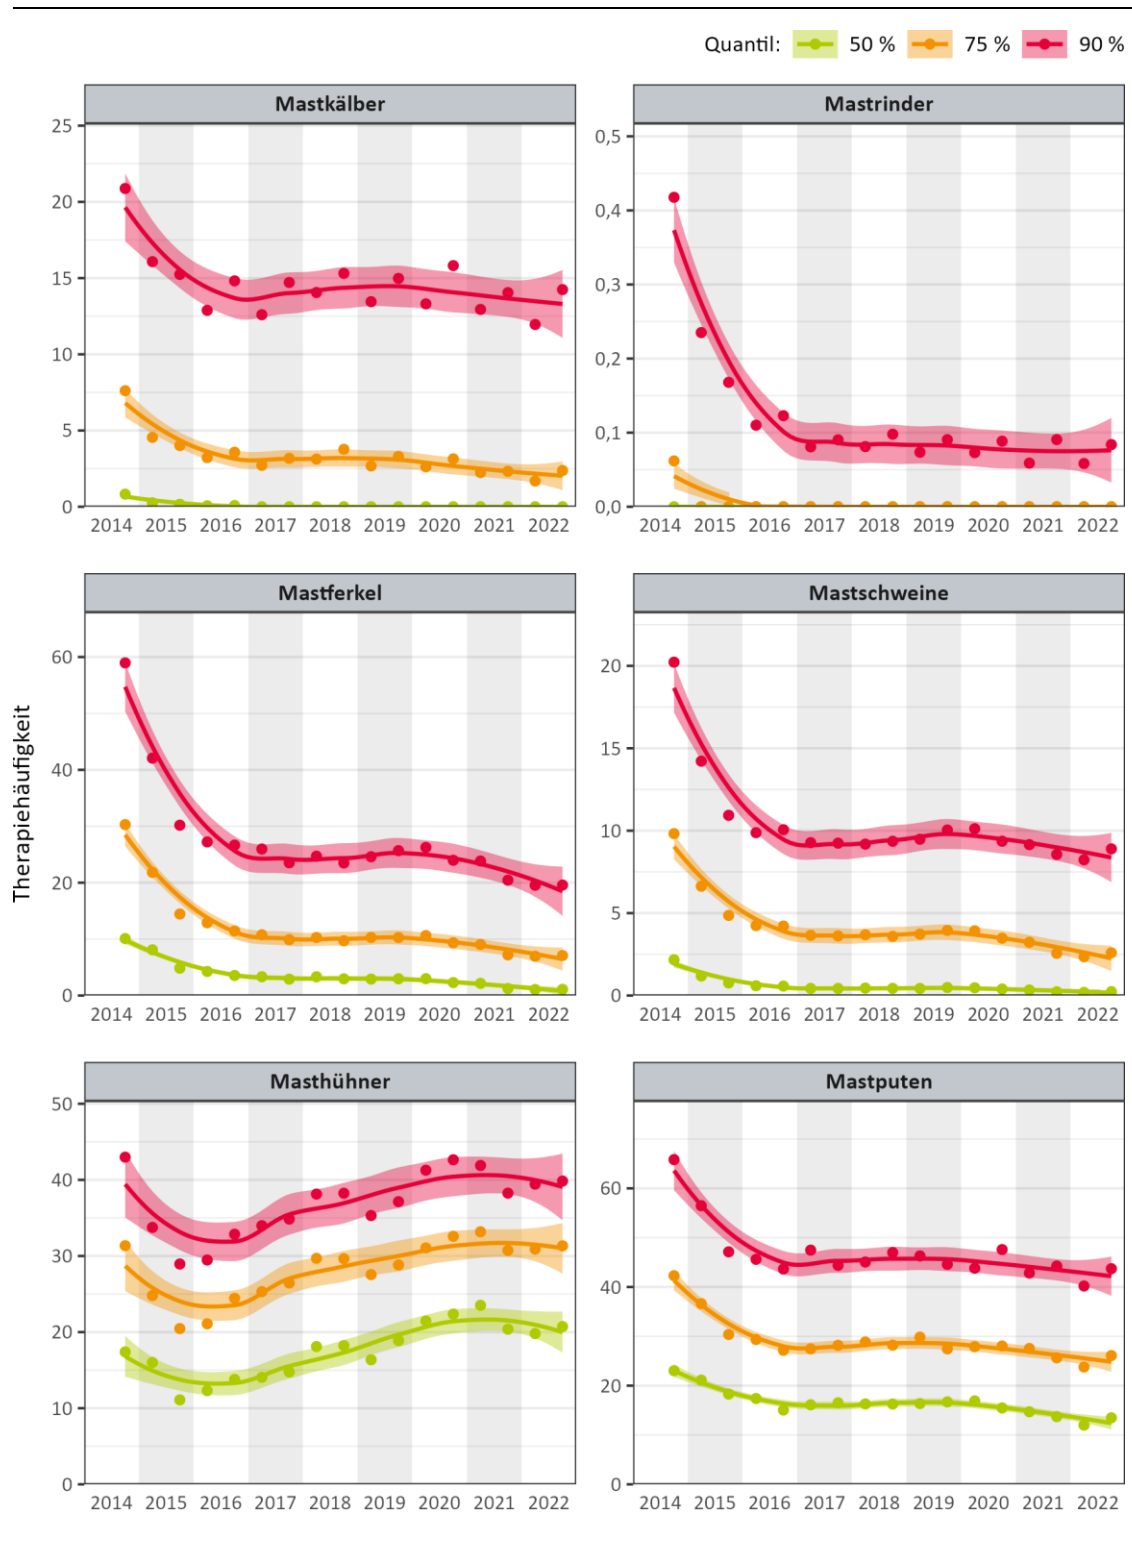 Quantil: 50 % 75 % 90 %
Mastkälber Mastrinder
25
20
15
10
5
0
2014 2015 2016 2017 2018 2019 2020 2021 2022
0,5
0,4
0,3
0,2
0,1
0,0
2014 2015 2016 2017 2018 2019 2020 2021 2022
Therapiehäufigkeit
Mastferkel Mastschweine
60
40
20
0
2014 2015 2016 2017 2018 2019 2020 2021 2022
20
15
10
5
0
2014 2015 2016 2017 2018 2019 2020 2021 2022
Masthühner Mastputen
50
40
30
20
10
0
2014 2015 2016 2017 2018 2019 2020 2021 2022
60
40
20
0
2014 2015 2016 2017 2018 2019 2020 2021 2022